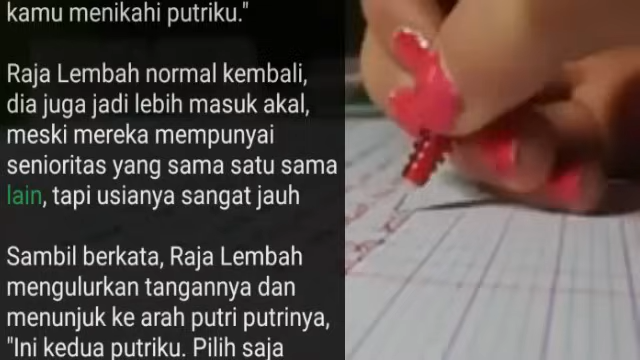 kamu menikahi putriku."
Raja Lembah normal kembali,
dia juga jadi lebih masuk akal,
meski mereka mempunyai
senioritas yang sama satu sama
lain, tapi usianya sangat jauh
Sambil berkata, Raja Lembah
mengulurkan tangannya dan
menunjuk ke arah putri putrinya,
"Ini kedua putriku. Pilih saja